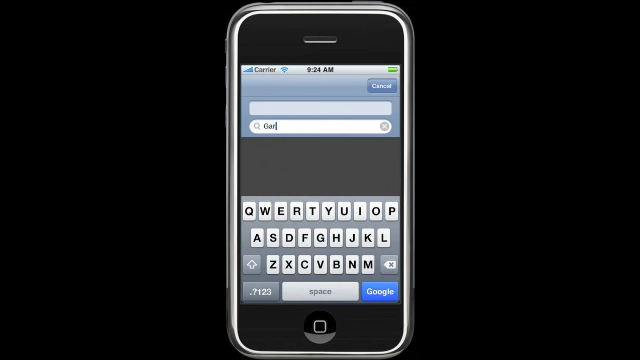 Carrier 9:24 AM
Cancel
Gar
Q W E R T Y U I O P
A S D F G H J K L
Z X C V B N M
.?123 space Google